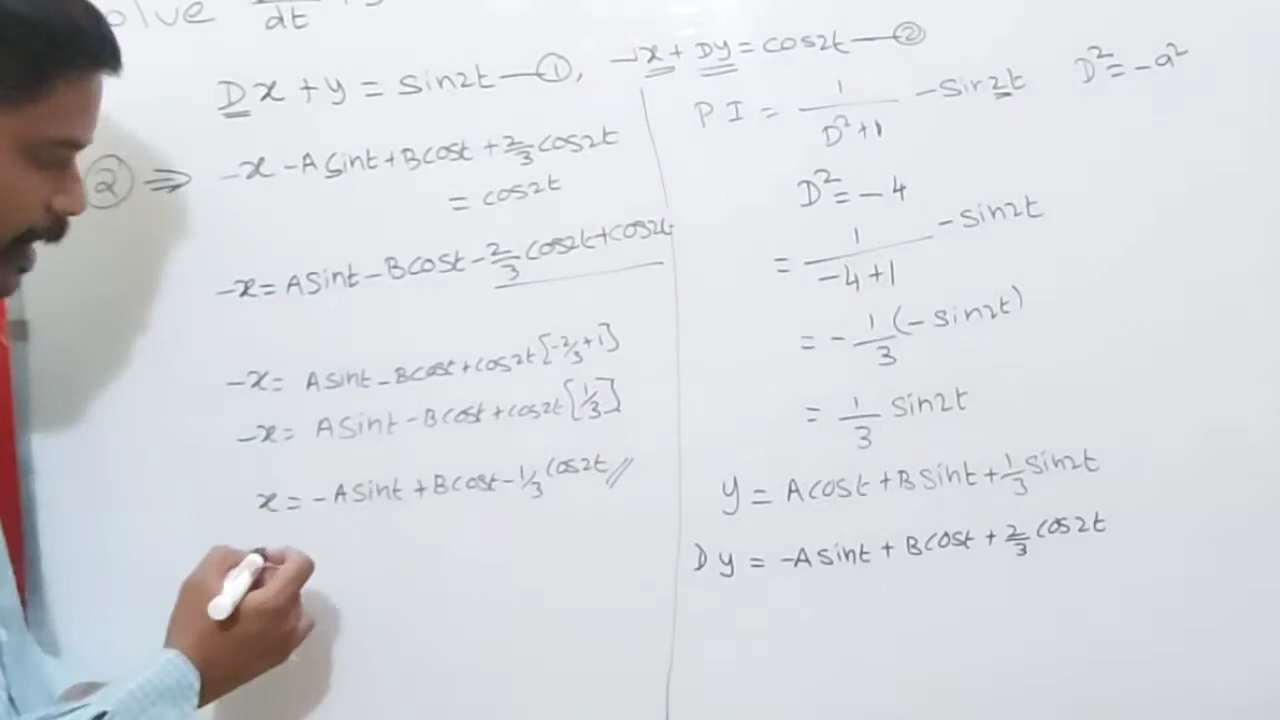 olve dt
Dx + y = sin2t — ①, -x + Dy = cos2t — ②
② ⇒ -x - A sint + B cost + 2/3 cos2t
= cos2t
-x = A sint - B cost - 2/3 cos2t + cos2t
-x = A sint - B cost + cos2t [-2/3 + 1]
-x = A sint - B cost + cos2t [1/3]
x = -A sint + B cost - 1/3 cos2t //
PI = 1/(D²+1) - sin2t D² = -a²
D² = -4
= 1/(-4+1) - sin2t
= -1/3 (- sin2t)
= 1/3 sin2t
y = A cost + B sint + 1/3 sin2t
Dy = -A sint + B cost + 2/3 cos2t